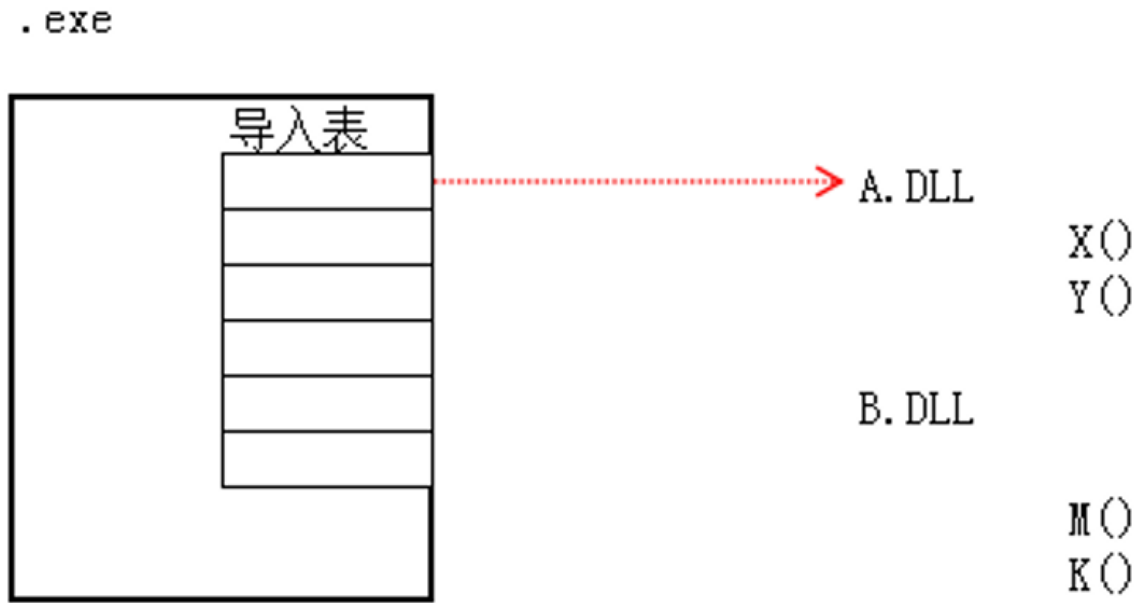 .exe
导入表
A.DLL
X()
Y()
B.DLL
M()
K()